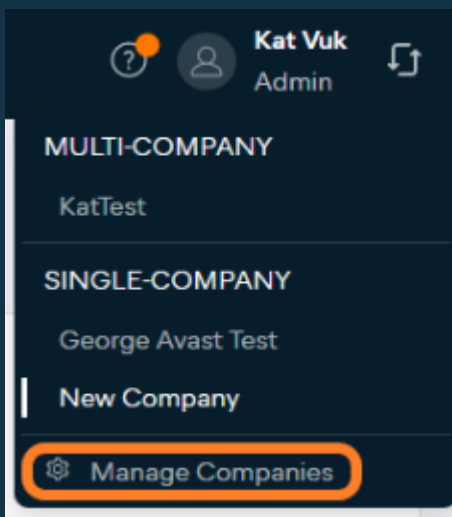 Kat Vuk
Admin
MULTI-COMPANY
KatTest
SINGLE-COMPANY
George Avast Test
New Company
Manage Companies